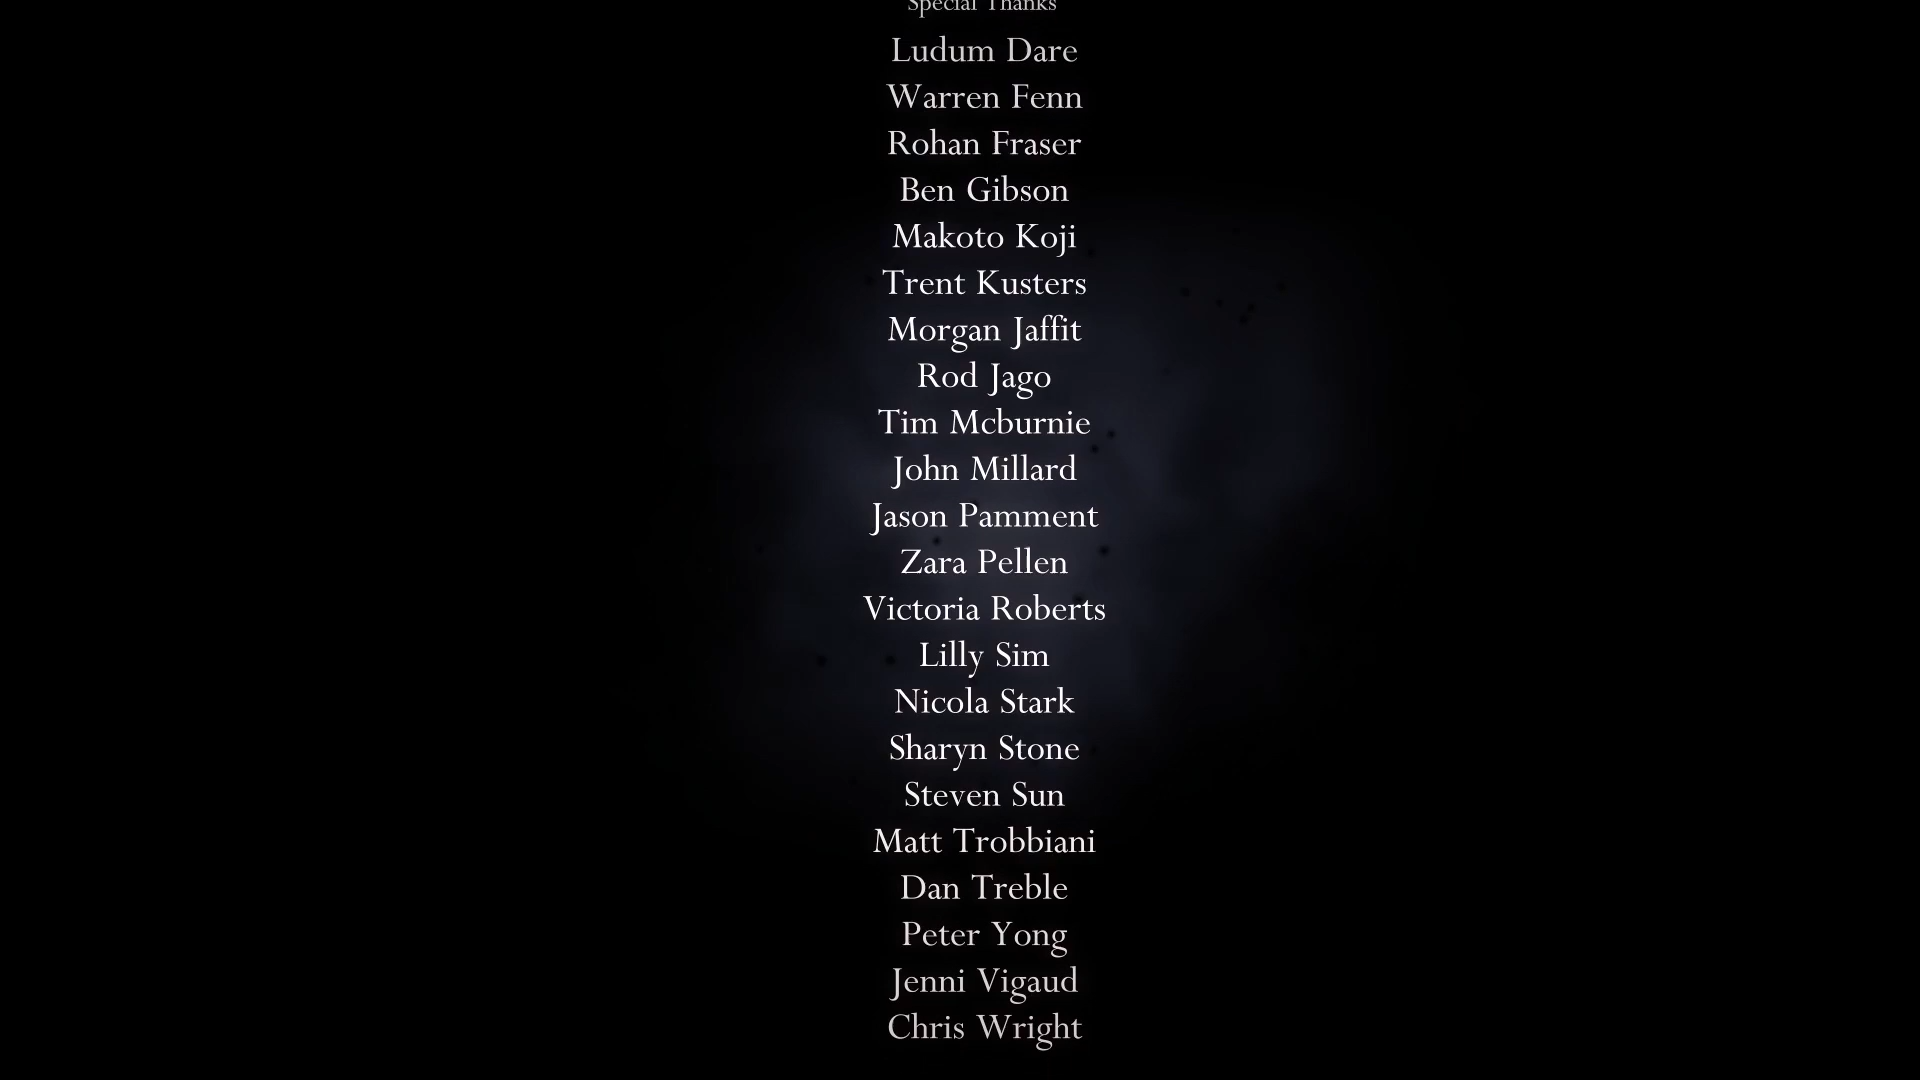 Special Thanks
Ludum Dare
Warren Fenn
Rohan Fraser
Ben Gibson
Makoto Koji
Trent Kusters
Morgan Jaffit
Rod Jago
Tim Mcburnie
John Millard
Jason Pamment
Zara Pellen
Victoria Roberts
Lilly Sim
Nicola Stark
Sharyn Stone
Steven Sun
Matt Trobbiani
Dan Treble
Peter Yong
Jenni Vigaud
Chris Wright